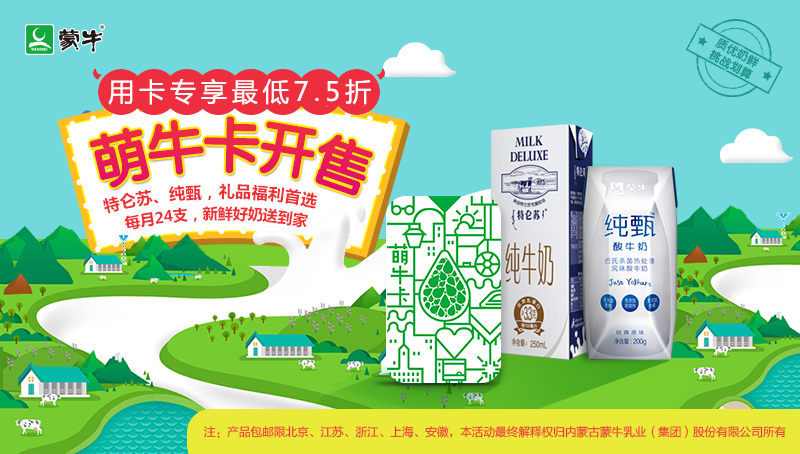 蒙牛
质优奶鲜
挑战划算
用卡专享最低7.5折
萌牛卡开售
特仑苏、纯甄，礼品福利首选
每月24支，新鲜好奶送到家
萌牛卡
MILK
DELUXE
特仑苏
纯牛奶
250mL
蒙牛
纯甄
酸牛奶
巴氏杀菌热处理
风味酸牛奶
Just Yoghurt
经典原味
净含量:200g
注：产品包邮限北京、江苏、浙江、上海、安徽，本活动最终解释权归内蒙古蒙牛乳业（集团）股份有限公司所有